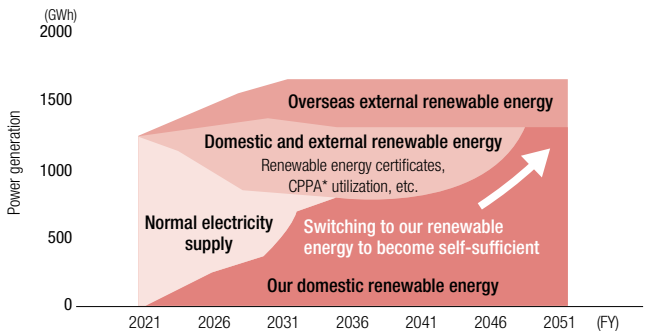 (GWh)
2000
1500
1000
500
0
Power generation
Overseas external renewable energy
Domestic and external renewable energy
Renewable energy certificates,
CPPA* utilization, etc.
Normal electricity
supply
Switching to our renewable
energy to become self-sufficient
Our domestic renewable energy
2021 2026 2031 2036 2041 2046 2051 (FY)